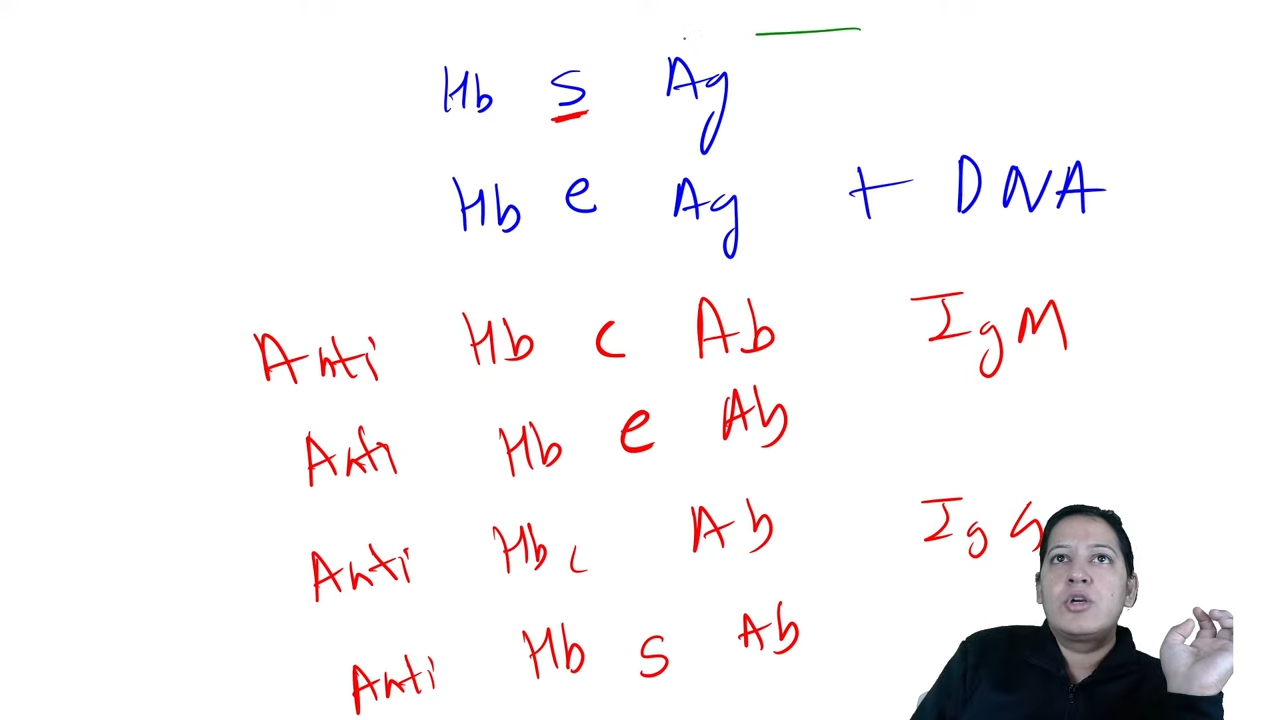 Hb s Ag
Hb e Ag + DNA
Anti Hb c Ab IgM
Anti Hb e Ab
Anti Hb c Ab IgG
Anti Hb s Ab